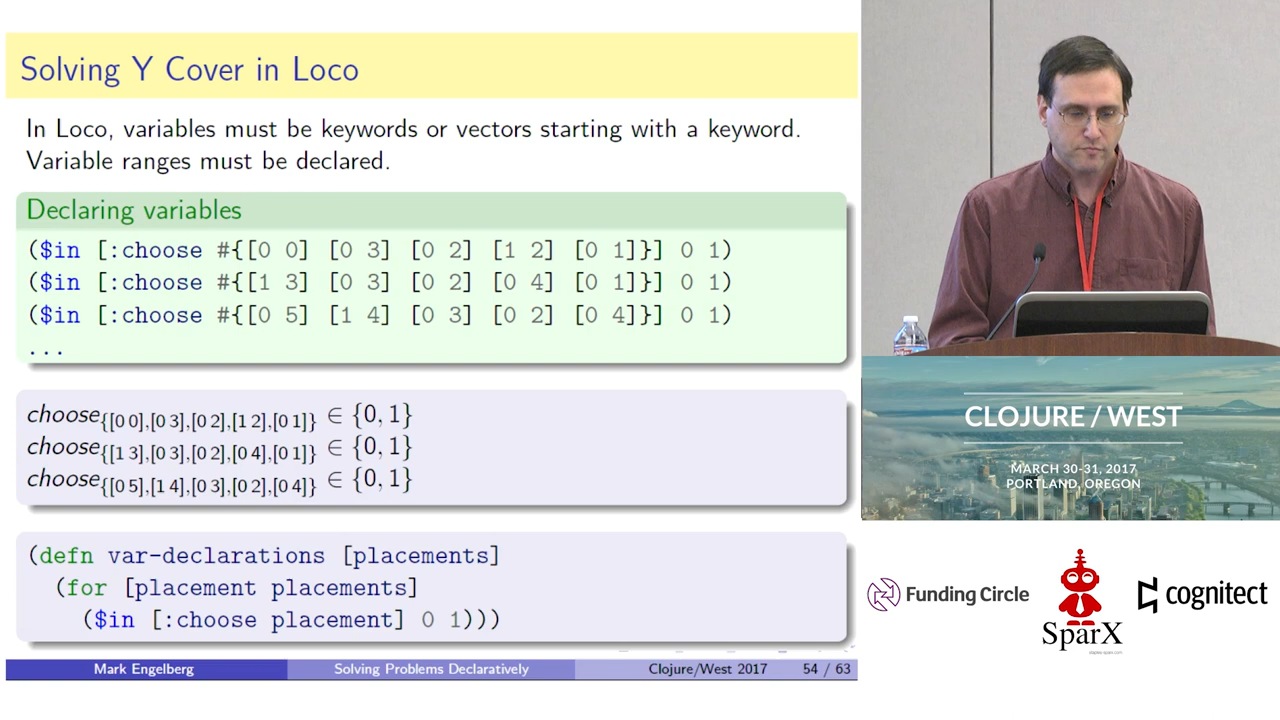 Solving Y Cover in Loco
In Loco, variables must be keywords or vectors starting with a keyword.
Variable ranges must be declared.
Declaring variables
($in [:choose #{[0 0] [0 3] [0 2] [1 2] [0 1]}] 0 1)
($in [:choose #{[1 3] [0 3] [0 2] [0 4] [0 1]}] 0 1)
($in [:choose #{[0 5] [1 4] [0 3] [0 2] [0 4]}] 0 1)
...
choose{[0 0],[0 3],[0 2],[1 2],[0 1]} ∈ {0, 1}
choose{[1 3],[0 3],[0 2],[0 4],[0 1]} ∈ {0, 1}
choose{[0 5],[1 4],[0 3],[0 2],[0 4]} ∈ {0, 1}
(defn var-declarations [placements]
(for [placement placements]
($in [:choose placement] 0 1)))
Mark Engelberg Solving Problems Declaratively Clojure/West 2017 54 / 63
CLOJURE / WEST
MARCH 30-31, 2017
PORTLAND, OREGON
Funding Circle
SparX
cognitect